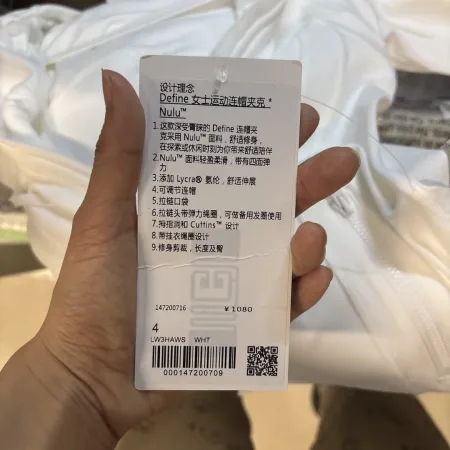 设计理念
Define 女士运动连帽夹克 *
Nulu™
1. 这款深受青睐的 Define 连帽夹
克采用 Nulu™ 面料，舒适修身，
在探索或休闲时刻为你带来舒适陪伴
2. Nulu™ 面料轻盈柔滑，带有四面弹
力
3. 添加 Lycra® 氨纶，舒适伸展
4. 可调节连帽
5. 拉链口袋
6. 拉链头带弹力绳圈，可做备用发圈使用
7. 拇指洞和 Cuffins™ 设计
8. 带挂衣绳圈设计
9. 修身剪裁，长度及臀
147200716 ￥1080
4
LW3HAWS WHT
000147200709